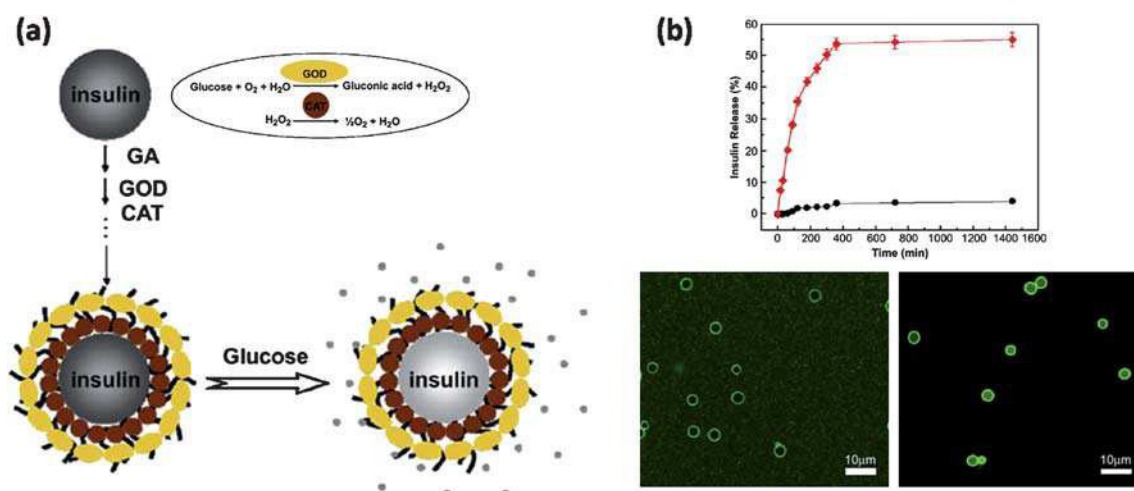 (a)
insulin
GOD
Glucose + O₂ + H₂O
Gluconic acid + H₂O₂
CAT
H₂O₂
½O₂ + H₂O
GA
GOD
CAT
insulin
Glucose
insulin
(b)
Insulin Release (%)
60
50
40
30
20
10
0
0 200 400 600 800 1000 1200 1400 1600
Time (min)
10μm
10μm